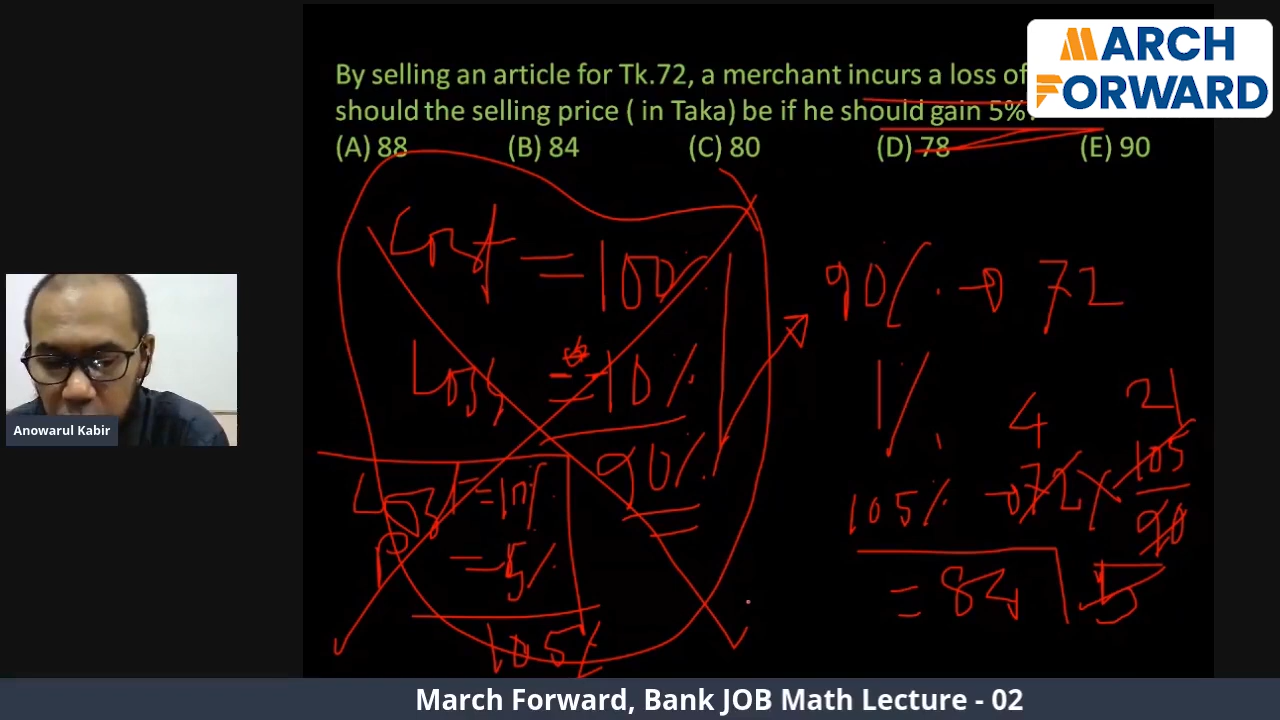 MARCH
FORWARD
By selling an article for Tk.72, a merchant incurs a loss of
should the selling price ( in Taka) be if he should gain 5%?
(A) 88 (B) 84 (C) 80 (D) 78 (E) 90
Cost = 100%
Loss = 10%
90%
= 10%
= 5%
105%
90% → 72
1%
4 21
105% → 72 × 105
90
= 84 5
Anowarul Kabir
March Forward, Bank JOB Math Lecture - 02